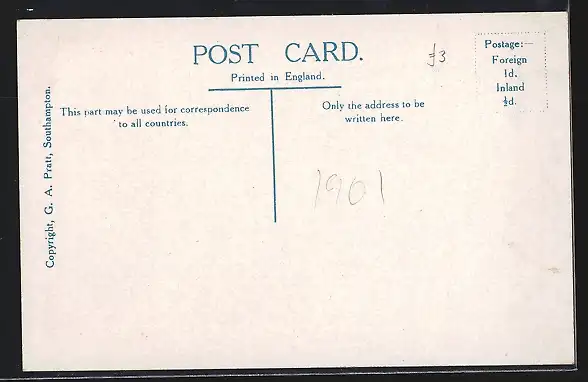 POST CARD.
Printed in England.
£3
Postage:—
Foreign
1d.
Inland
½d.
This part may be used for correspondence
to all countries.
Only the address to be
written here.
Copyright, G. A. Pratt, Southampton.
1901